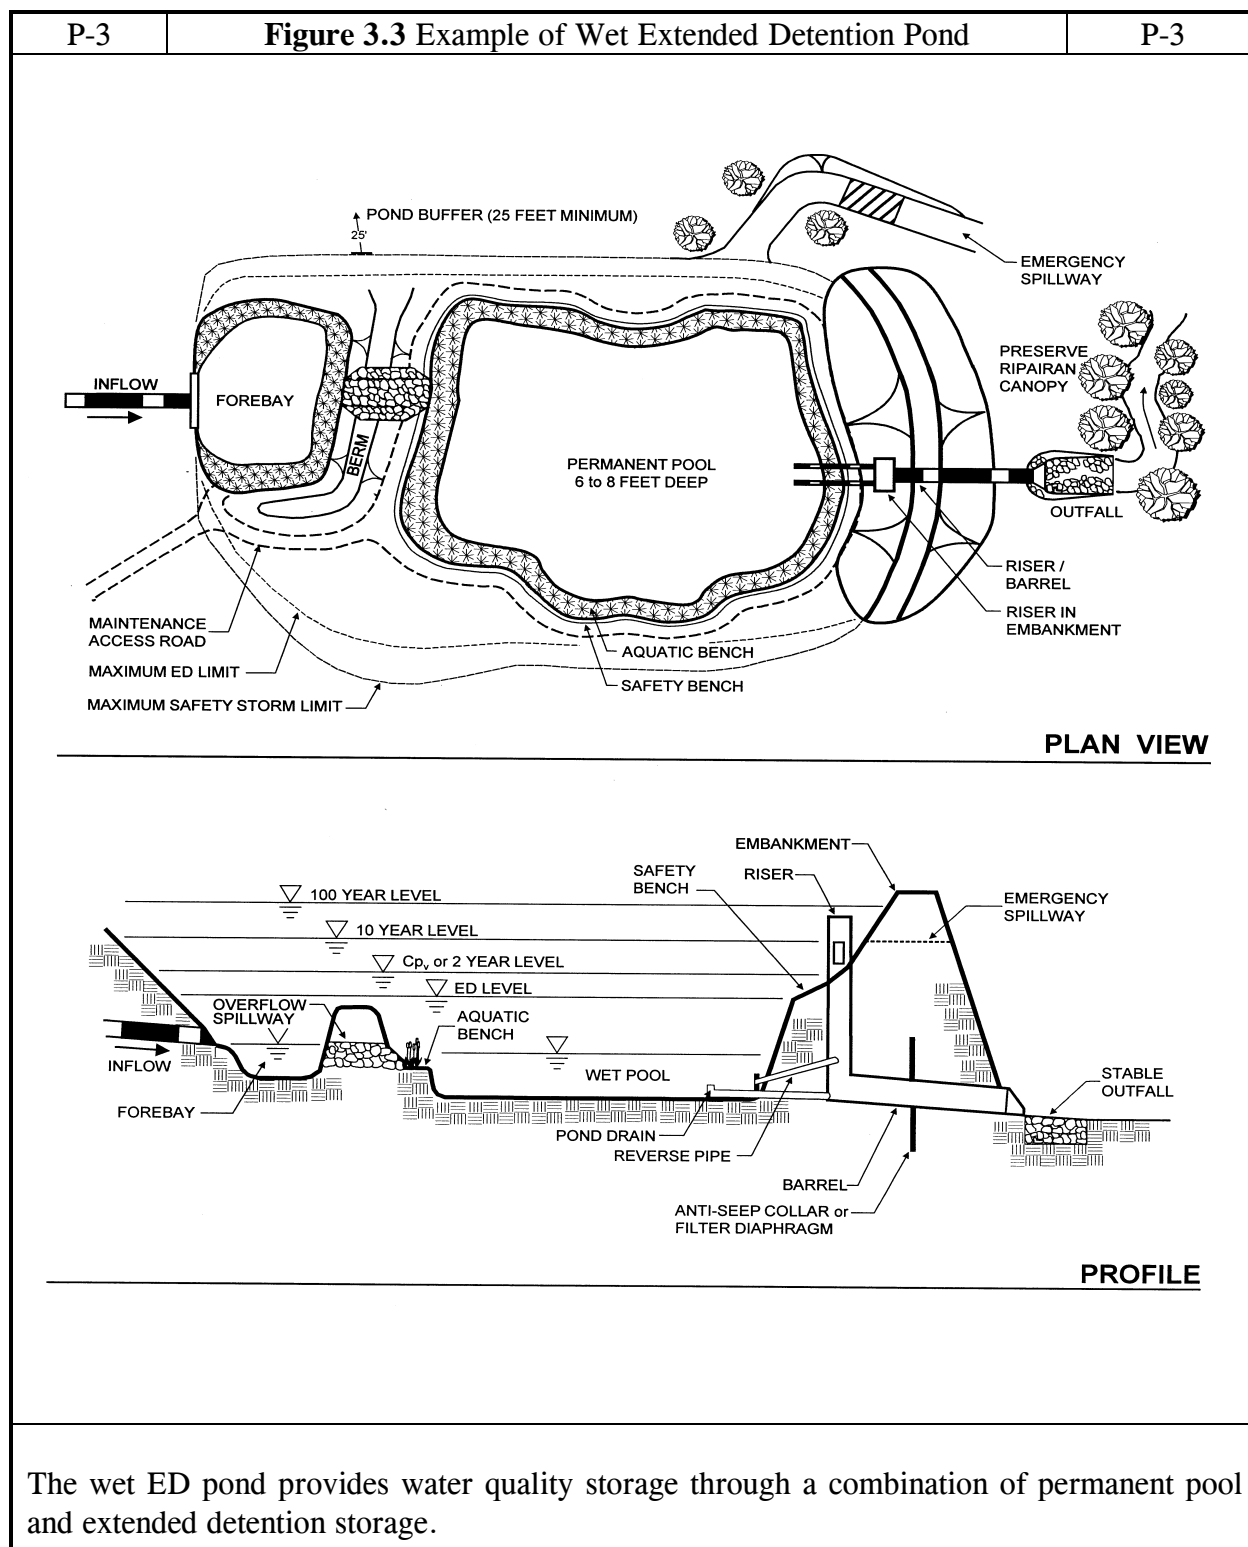 P-3
Figure 3.3 Example of Wet Extended Detention Pond
P-3
POND BUFFER (25 FEET MINIMUM)
25'
EMERGENCY
SPILLWAY
PRESERVE
RIPAIRAN
CANOPY
INFLOW
FOREBAY
BERM
PERMANENT POOL
6 to 8 FEET DEEP
OUTFALL
RISER /
BARREL
RISER IN
EMBANKMENT
MAINTENANCE
ACCESS ROAD
AQUATIC BENCH
MAXIMUM ED LIMIT
SAFETY BENCH
MAXIMUM SAFETY STORM LIMIT
PLAN VIEW
EMBANKMENT
SAFETY
BENCH
RISER
100 YEAR LEVEL
EMERGENCY
SPILLWAY
10 YEAR LEVEL
Cpv or 2 YEAR LEVEL
ED LEVEL
OVERFLOW
SPILLWAY
AQUATIC
BENCH
INFLOW
WET POOL
STABLE
OUTFALL
FOREBAY
POND DRAIN
REVERSE PIPE
BARREL
ANTI-SEEP COLLAR or
FILTER DIAPHRAGM
PROFILE
The wet ED pond provides water quality storage through a combination of permanent pool
and extended detention storage.